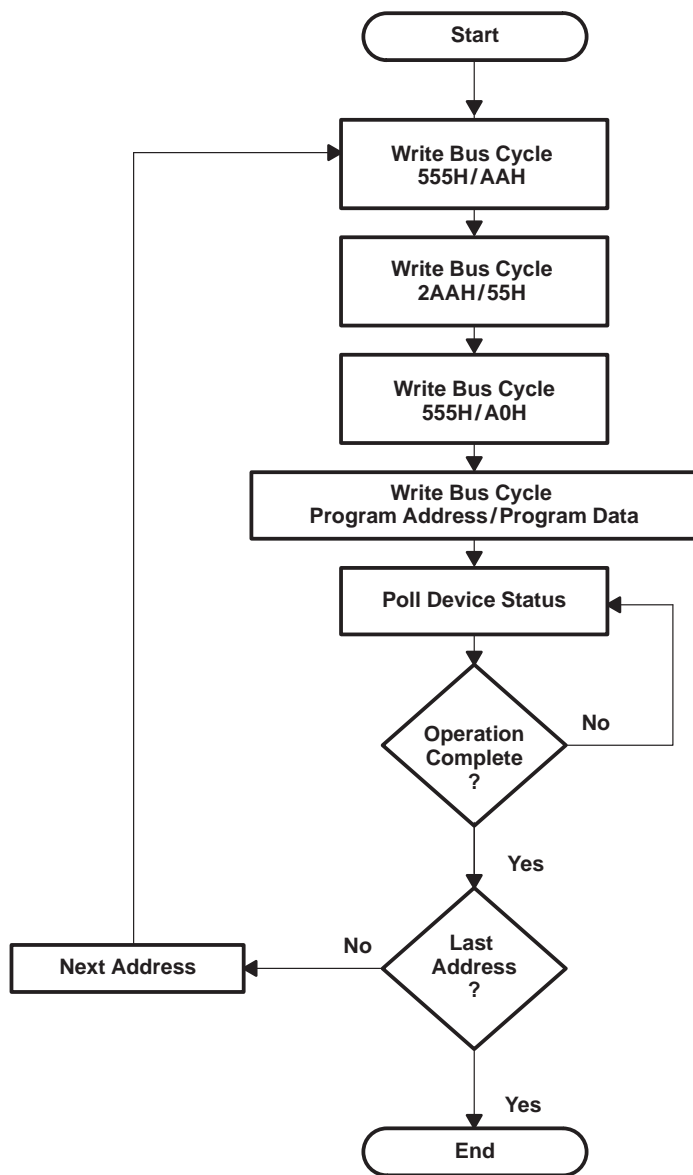 Start
Write Bus Cycle
555H/AAH
Write Bus Cycle
2AAH/55H
Write Bus Cycle
555H/A0H
Write Bus Cycle
Program Address/Program Data
Poll Device Status
Operation
Complete
?
No
Yes
Last
Address
?
No
Next Address
Yes
End